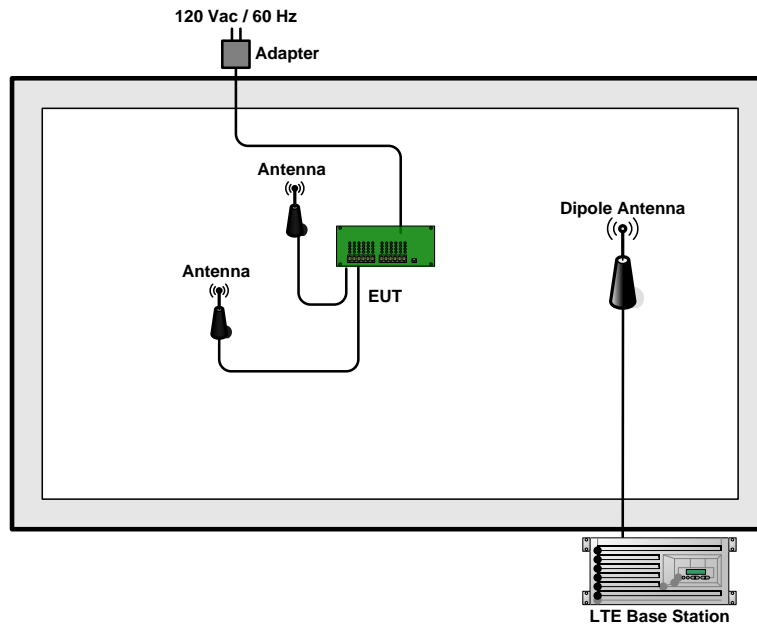 120 Vac / 60 Hz
Adapter
Antenna
Dipole Antenna
Antenna
EUT
LTE Base Station